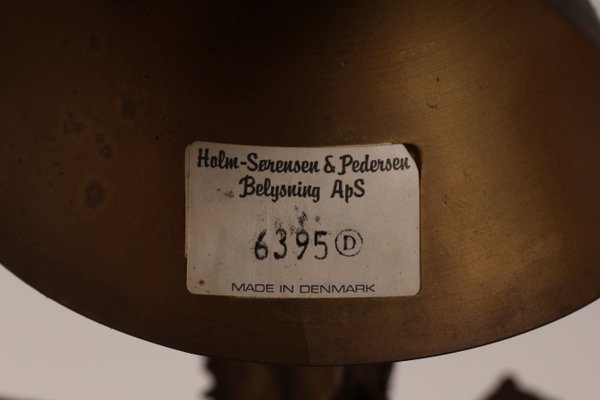 Holm-Sørensen & Pedersen
Belysning ApS
6395 Ⓓ
MADE IN DENMARK